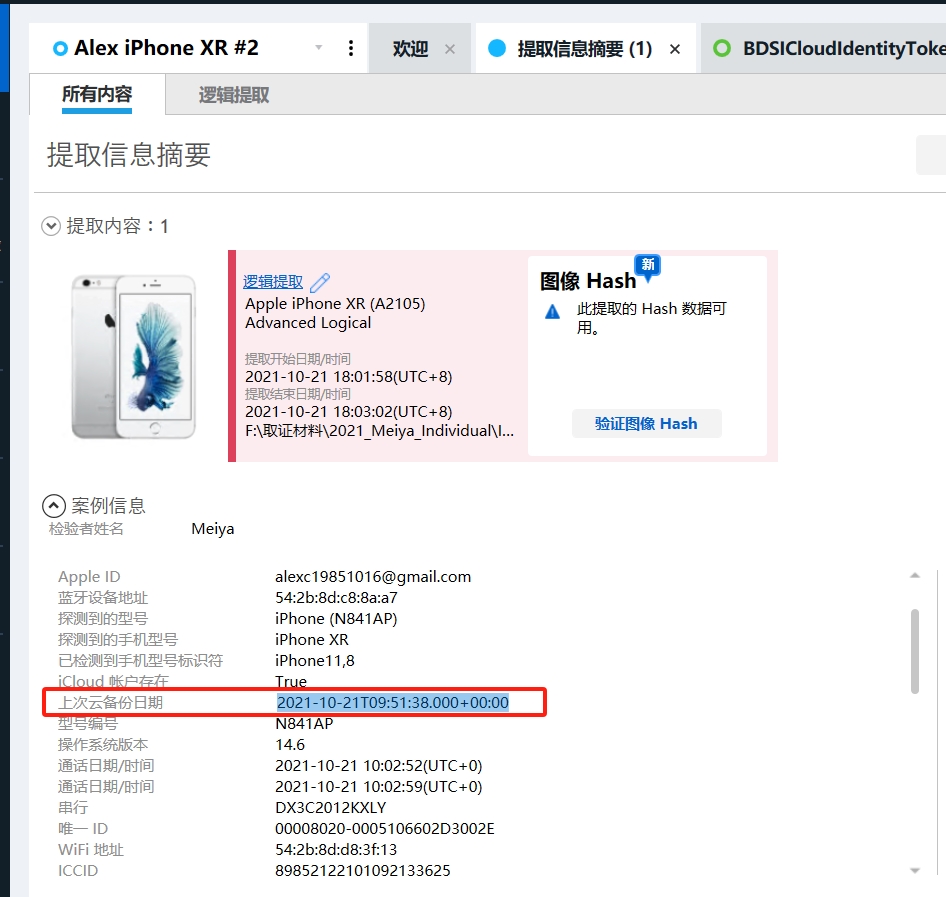 Alex iPhone XR #2
欢迎
提取信息摘要 (1)
BDSICloudIdentityToke
所有内容
逻辑提取
提取信息摘要
提取内容：1
逻辑提取
Apple iPhone XR (A2105)
Advanced Logical
提取开始日期/时间
2021-10-21 18:01:58(UTC+8)
提取结束日期/时间
2021-10-21 18:03:02(UTC+8)
F:\取证材料\2021_Meiya_Individual\I...
新
图像 Hash
此提取的 Hash 数据可
用。
验证图像 Hash
案例信息
检验者姓名 Meiya
Apple ID alexc19851016@gmail.com
蓝牙设备地址 54:2b:8d:c8:8a:a7
探测到的型号 iPhone (N841AP)
探测到的手机型号 iPhone XR
已检测到手机型号标识符 iPhone11,8
iCloud 帐户存在 True
上次云备份日期 2021-10-21T09:51:38.000+00:00
型号编号 N841AP
操作系统版本 14.6
通话日期/时间 2021-10-21 10:02:52(UTC+0)
通话日期/时间 2021-10-21 10:02:59(UTC+0)
串行 DX3C2012KXLY
唯一 ID 00008020-0005106602D3002E
WiFi 地址 54:2b:8d:d8:3f:13
ICCID 89852122101092133625